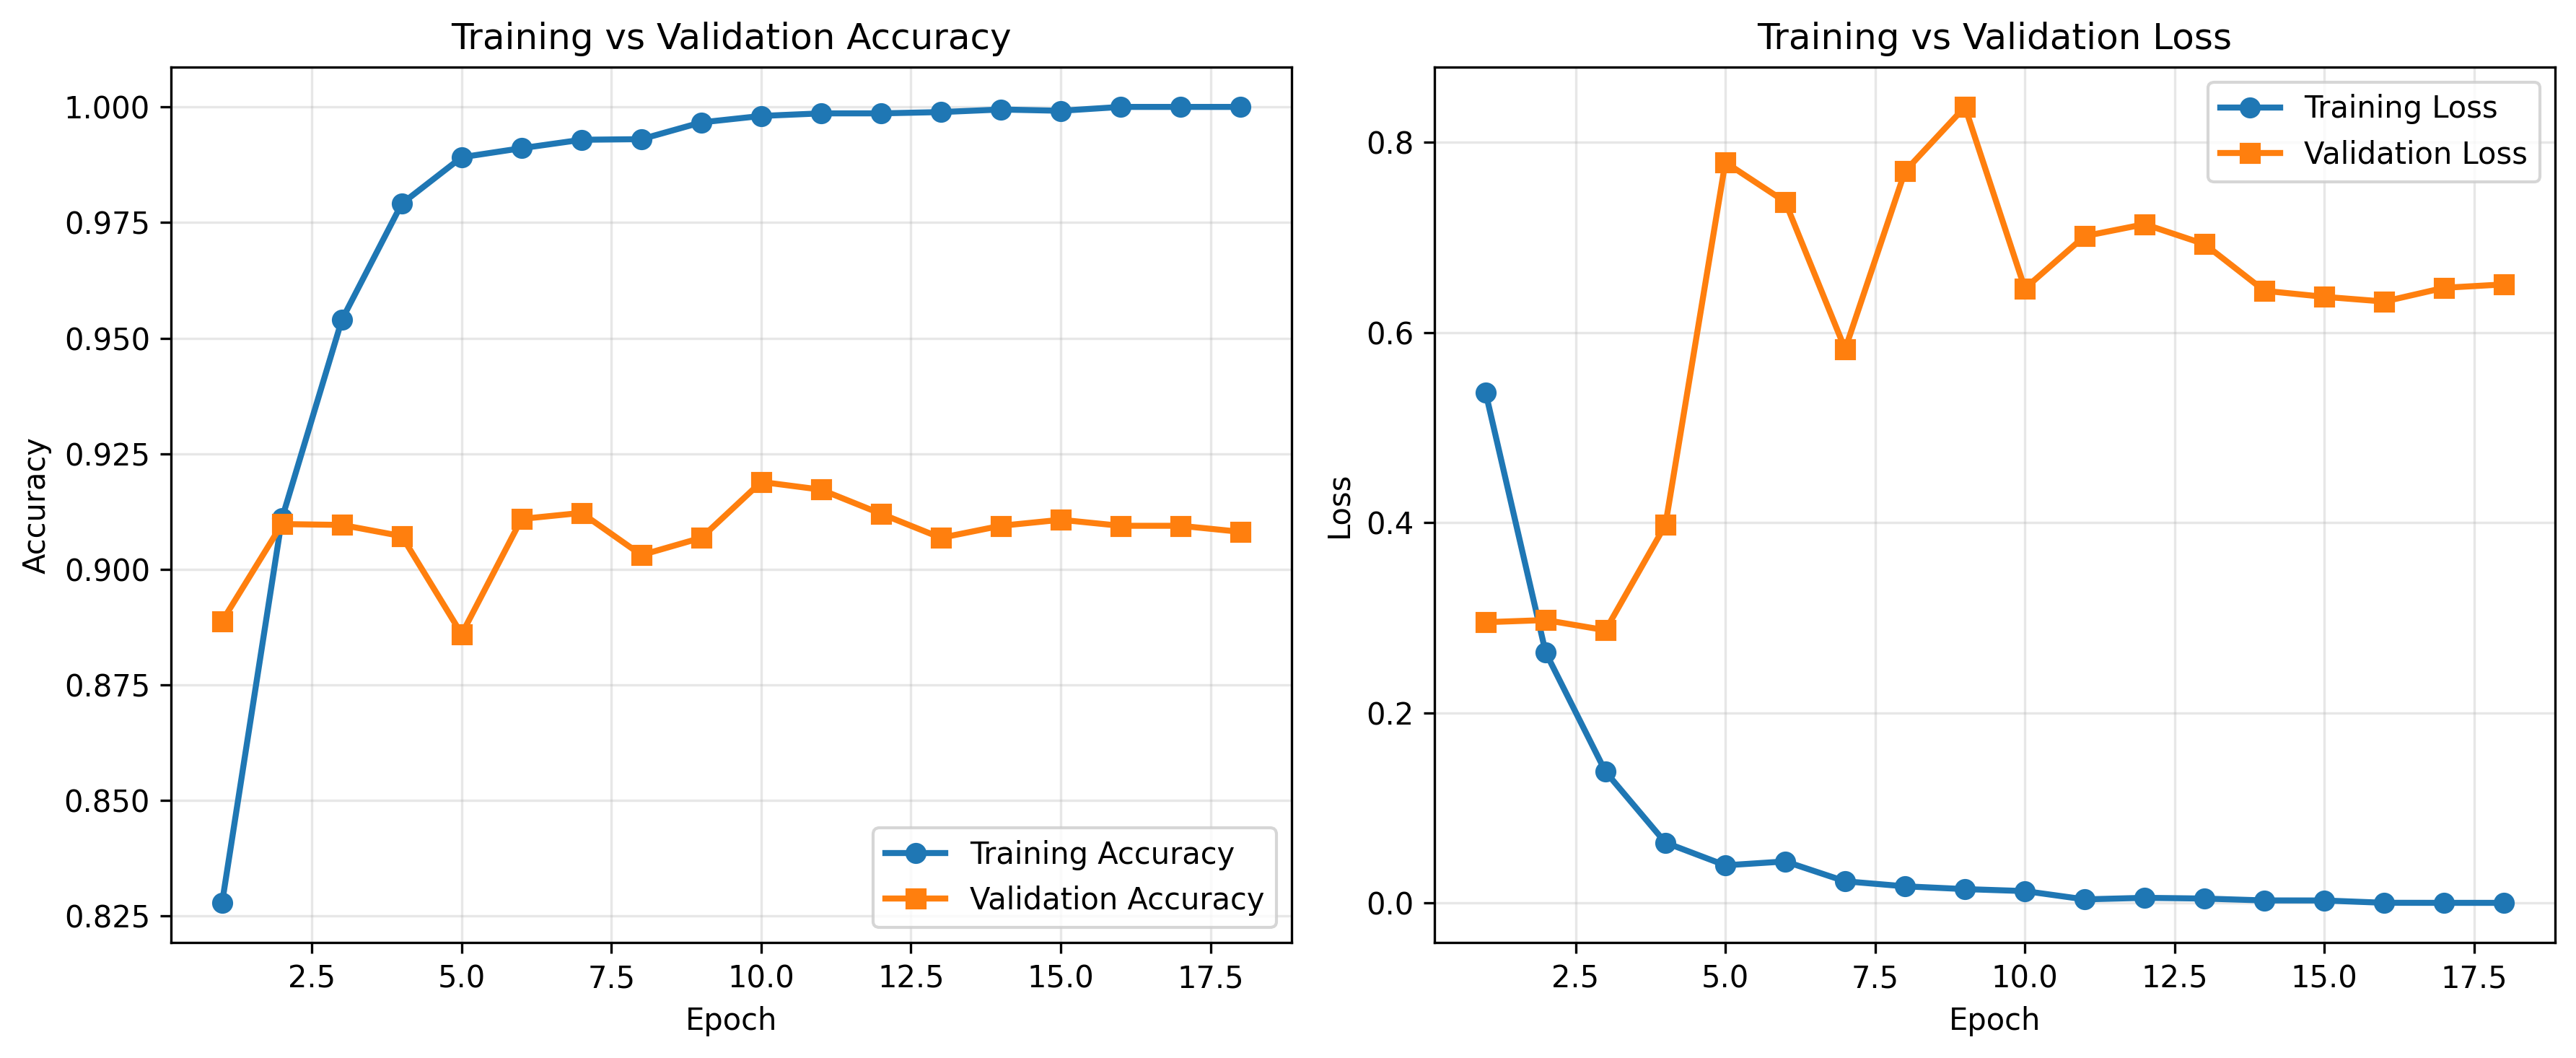 Training vs Validation Accuracy
1.000
0.975
0.950
0.925
0.900
0.875
0.850
0.825
Accuracy
Training Accuracy
Validation Accuracy
2.5 5.0 7.5 10.0 12.5 15.0 17.5
Epoch
Training vs Validation Loss
0.8
0.6
0.4
0.2
0.0
Loss
Training Loss
Validation Loss
2.5 5.0 7.5 10.0 12.5 15.0 17.5
Epoch